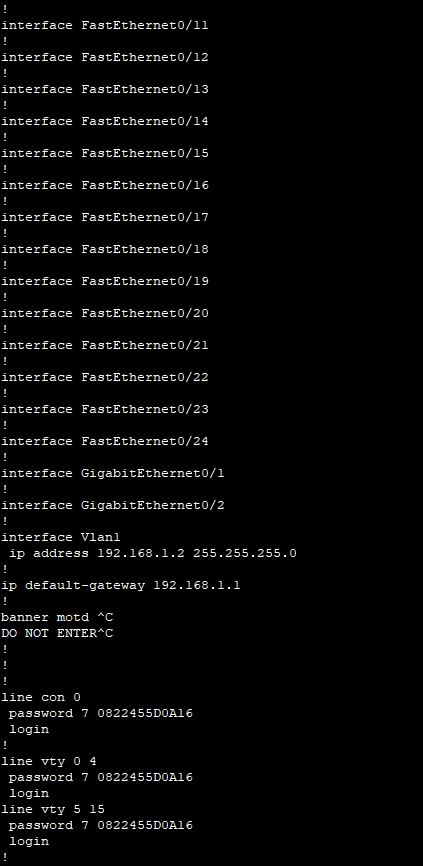 !
interface FastEthernet0/11
!
interface FastEthernet0/12
!
interface FastEthernet0/13
!
interface FastEthernet0/14
!
interface FastEthernet0/15
!
interface FastEthernet0/16
!
interface FastEthernet0/17
!
interface FastEthernet0/18
!
interface FastEthernet0/19
!
interface FastEthernet0/20
!
interface FastEthernet0/21
!
interface FastEthernet0/22
!
interface FastEthernet0/23
!
interface FastEthernet0/24
!
interface GigabitEthernet0/1
!
interface GigabitEthernet0/2
!
interface Vlan1
 ip address 192.168.1.2 255.255.255.0
!
ip default-gateway 192.168.1.1
!
banner motd ^C
DO NOT ENTER^C
!
!
!
line con 0
 password 7 0822455D0A16
 login
!
line vty 0 4
 password 7 0822455D0A16
 login
line vty 5 15
 password 7 0822455D0A16
 login
!